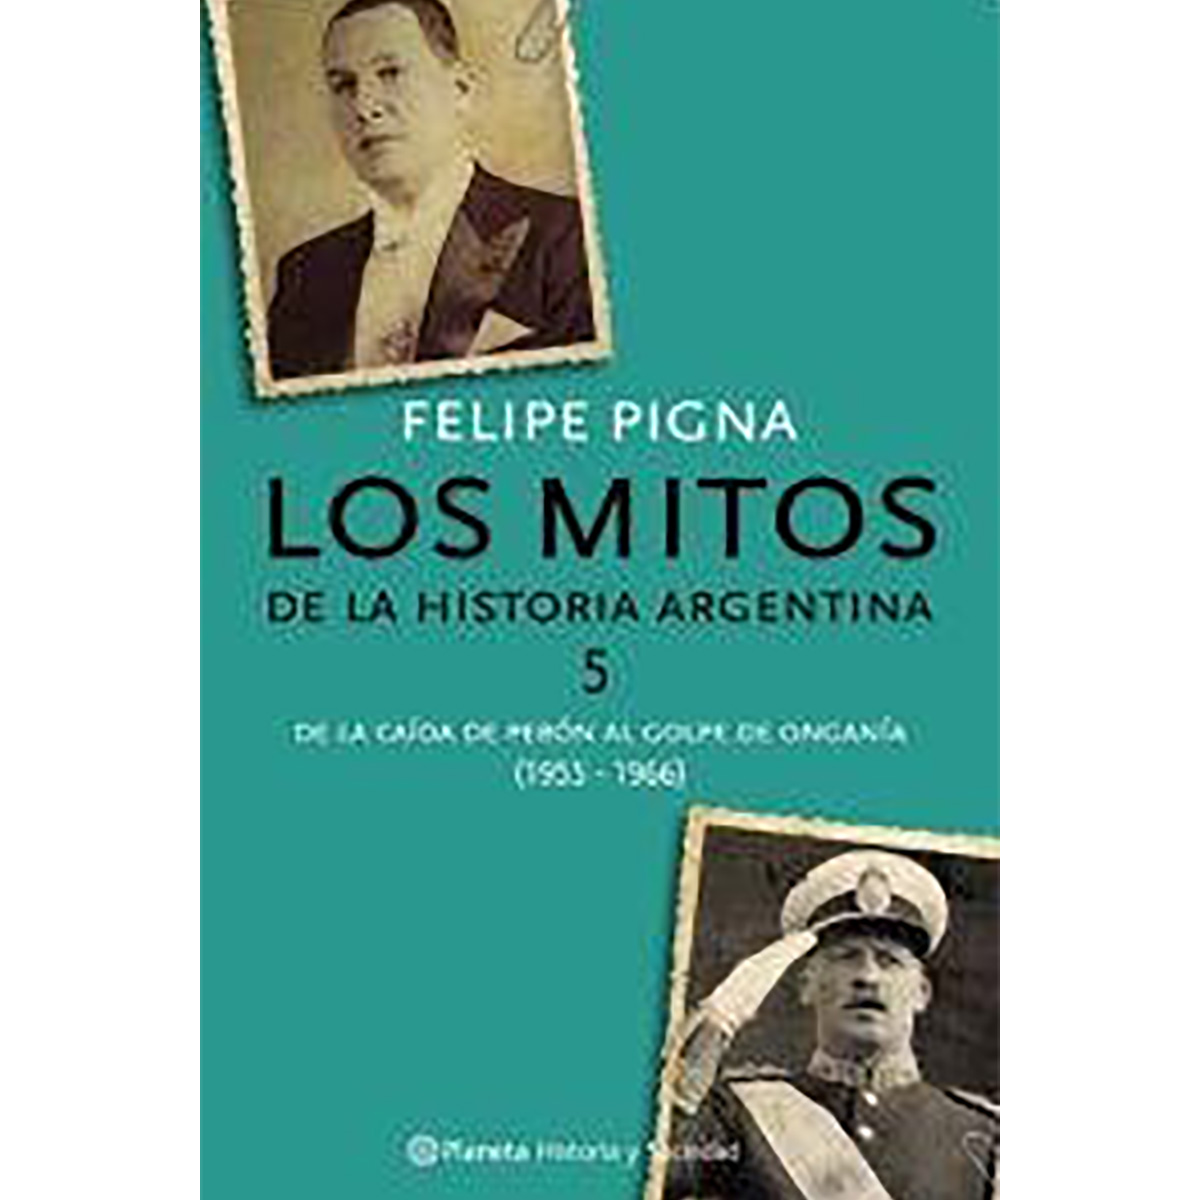 FELIPE PIGNA
LOS MITOS
DE LA HISTORIA ARGENTINA
5
DE LA CAÍDA DE PERÓN AL GOLPE DE ONGANÍA
(1955 - 1966)
Planeta Historia y Sociedad